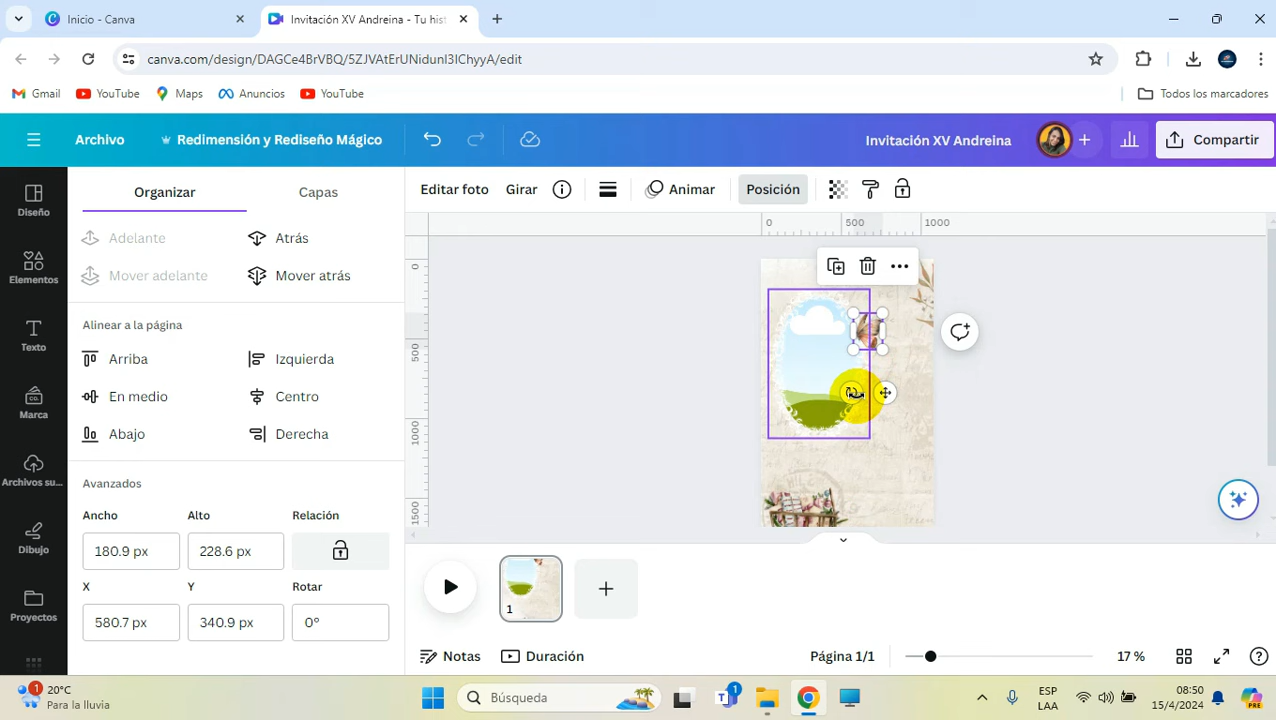 Inicio - Canva
Invitación XV Andreina - Tu his
canva.com/design/DAGCe4BrVBQ/5ZJVAtErUNidunI3IChyyA/edit
Gmail
YouTube
Maps
Anuncios
YouTube
Todos los marcadores
Archivo
Redimensión y Rediseño Mágico
Invitación XV Andreina
Compartir
Organizar
Capas
Editar foto
Girar
Animar
Posición
Diseño
Elementos
Texto
Marca
Archivos su...
Dibujo
Proyectos
Adelante
Atrás
Mover adelante
Mover atrás
Alinear a la página
Arriba
Izquierda
En medio
Centro
Abajo
Derecha
Avanzados
Ancho
Alto
Relación
180.9 px
228.6 px
X
Y
Rotar
580.7 px
340.9 px
0°
0
500
1000
0
500
1000
1500
1
Notas
Duración
Página 1/1
17 %
1
20°C
Para la lluvia
Búsqueda
1
ESP
LAA
08:50
15/4/2024
PRE